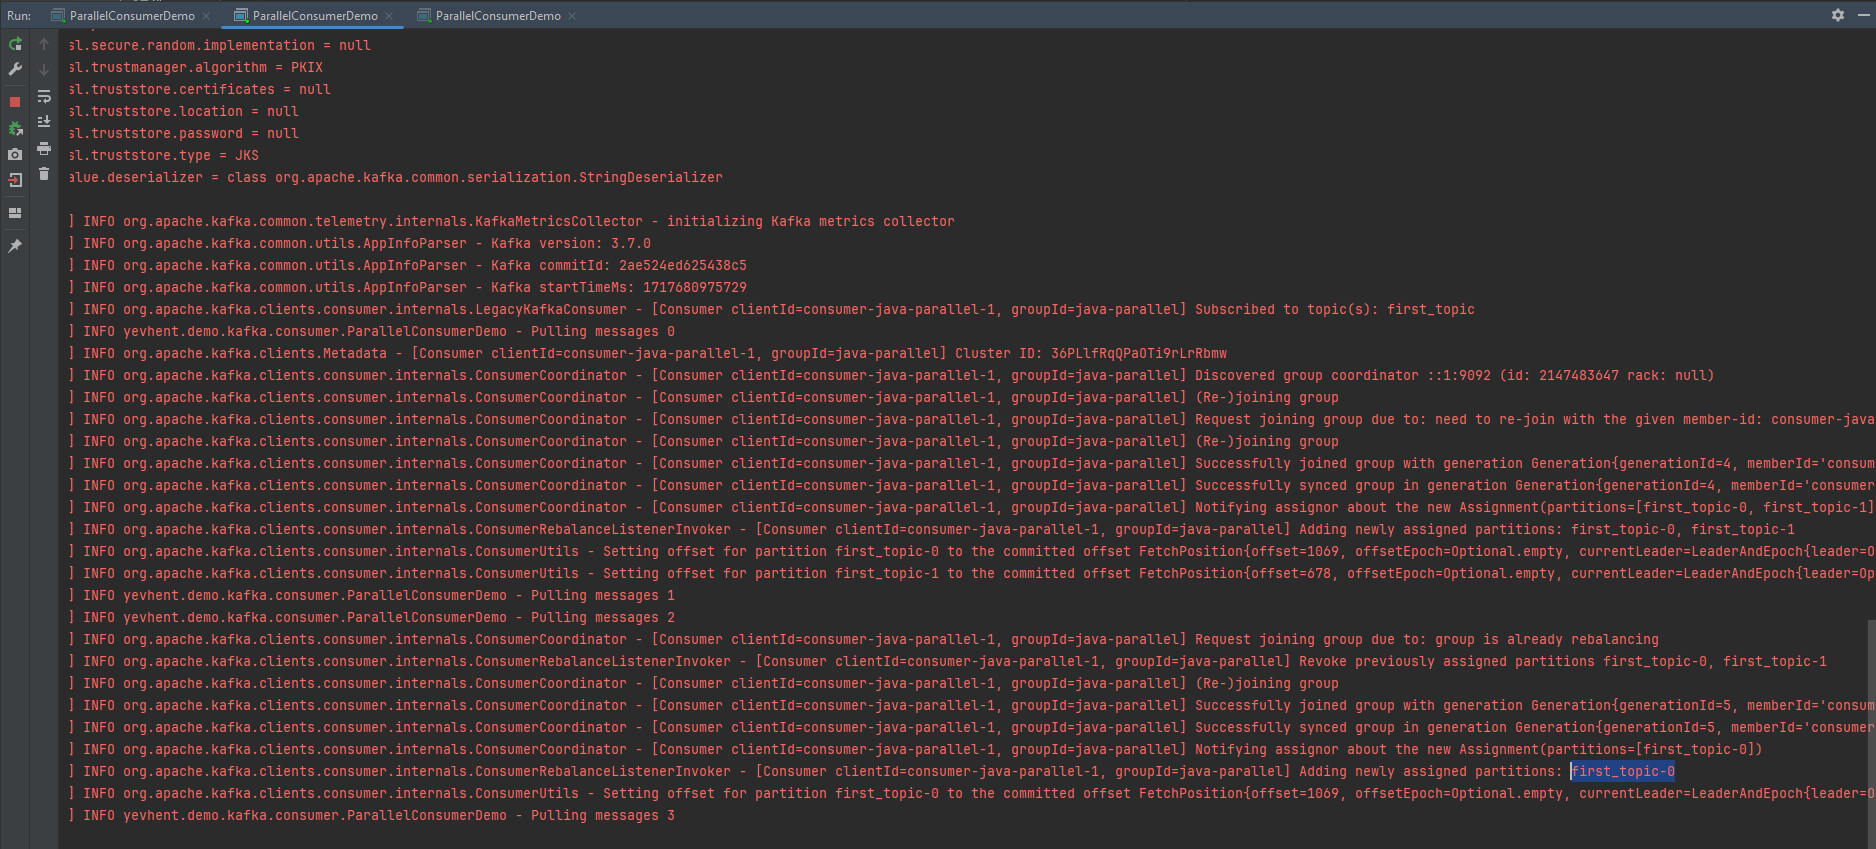 Run: ParallelConsumerDemo × ParallelConsumerDemo × ParallelConsumerDemo ×
sl.secure.random.implementation = null
sl.trustmanager.algorithm = PKIX
sl.truststore.certificates = null
sl.truststore.location = null
sl.truststore.password = null
sl.truststore.type = JKS
alue.deserializer = class org.apache.kafka.common.serialization.StringDeserializer
] INFO org.apache.kafka.common.telemetry.internals.KafkaMetricsCollector - initializing Kafka metrics collector
] INFO org.apache.kafka.common.utils.AppInfoParser - Kafka version: 3.7.0
] INFO org.apache.kafka.common.utils.AppInfoParser - Kafka commitId: 2ae524ed625438c5
] INFO org.apache.kafka.common.utils.AppInfoParser - Kafka startTimeMs: 1717680975729
] INFO org.apache.kafka.clients.consumer.internals.LegacyKafkaConsumer - [Consumer clientId=consumer-java-parallel-1, groupId=java-parallel] Subscribed to topic(s): first_topic
] INFO yevhent.demo.kafka.consumer.ParallelConsumerDemo - Pulling messages 0
] INFO org.apache.kafka.clients.Metadata - [Consumer clientId=consumer-java-parallel-1, groupId=java-parallel] Cluster ID: 36PLlfRqQPaOTi9rLrRbmw
] INFO org.apache.kafka.clients.consumer.internals.ConsumerCoordinator - [Consumer clientId=consumer-java-parallel-1, groupId=java-parallel] Discovered group coordinator ::1:9092 (id: 2147483647 rack: null)
] INFO org.apache.kafka.clients.consumer.internals.ConsumerCoordinator - [Consumer clientId=consumer-java-parallel-1, groupId=java-parallel] (Re-)joining group
] INFO org.apache.kafka.clients.consumer.internals.ConsumerCoordinator - [Consumer clientId=consumer-java-parallel-1, groupId=java-parallel] Request joining group due to: need to re-join with the given member-id: consumer-java
] INFO org.apache.kafka.clients.consumer.internals.ConsumerCoordinator - [Consumer clientId=consumer-java-parallel-1, groupId=java-parallel] (Re-)joining group
] INFO org.apache.kafka.clients.consumer.internals.ConsumerCoordinator - [Consumer clientId=consumer-java-parallel-1, groupId=java-parallel] Successfully joined group with generation Generation{generationId=4, memberId='consum
] INFO org.apache.kafka.clients.consumer.internals.ConsumerCoordinator - [Consumer clientId=consumer-java-parallel-1, groupId=java-parallel] Successfully synced group in generation Generation{generationId=4, memberId='consumer
] INFO org.apache.kafka.clients.consumer.internals.ConsumerCoordinator - [Consumer clientId=consumer-java-parallel-1, groupId=java-parallel] Notifying assignor about the new Assignment(partitions=[first_topic-0, first_topic-1]
] INFO org.apache.kafka.clients.consumer.internals.ConsumerRebalanceListenerInvoker - [Consumer clientId=consumer-java-parallel-1, groupId=java-parallel] Adding newly assigned partitions: first_topic-0, first_topic-1
] INFO org.apache.kafka.clients.consumer.internals.ConsumerUtils - Setting offset for partition first_topic-0 to the committed offset FetchPosition{offset=1069, offsetEpoch=Optional.empty, currentLeader=LeaderAndEpoch{leader=O
] INFO org.apache.kafka.clients.consumer.internals.ConsumerUtils - Setting offset for partition first_topic-1 to the committed offset FetchPosition{offset=678, offsetEpoch=Optional.empty, currentLeader=LeaderAndEpoch{leader=Op
] INFO yevhent.demo.kafka.consumer.ParallelConsumerDemo - Pulling messages 1
] INFO yevhent.demo.kafka.consumer.ParallelConsumerDemo - Pulling messages 2
] INFO org.apache.kafka.clients.consumer.internals.ConsumerCoordinator - [Consumer clientId=consumer-java-parallel-1, groupId=java-parallel] Request joining group due to: group is already rebalancing
] INFO org.apache.kafka.clients.consumer.internals.ConsumerRebalanceListenerInvoker - [Consumer clientId=consumer-java-parallel-1, groupId=java-parallel] Revoke previously assigned partitions first_topic-0, first_topic-1
] INFO org.apache.kafka.clients.consumer.internals.ConsumerCoordinator - [Consumer clientId=consumer-java-parallel-1, groupId=java-parallel] (Re-)joining group
] INFO org.apache.kafka.clients.consumer.internals.ConsumerCoordinator - [Consumer clientId=consumer-java-parallel-1, groupId=java-parallel] Successfully joined group with generation Generation{generationId=5, memberId='consum
] INFO org.apache.kafka.clients.consumer.internals.ConsumerCoordinator - [Consumer clientId=consumer-java-parallel-1, groupId=java-parallel] Successfully synced group in generation Generation{generationId=5, memberId='consumer
] INFO org.apache.kafka.clients.consumer.internals.ConsumerCoordinator - [Consumer clientId=consumer-java-parallel-1, groupId=java-parallel] Notifying assignor about the new Assignment(partitions=[first_topic-0])
] INFO org.apache.kafka.clients.consumer.internals.ConsumerRebalanceListenerInvoker - [Consumer clientId=consumer-java-parallel-1, groupId=java-parallel] Adding newly assigned partitions: first_topic-0
] INFO org.apache.kafka.clients.consumer.internals.ConsumerUtils - Setting offset for partition first_topic-0 to the committed offset FetchPosition{offset=1069, offsetEpoch=Optional.empty, currentLeader=LeaderAndEpoch{leader=O
] INFO yevhent.demo.kafka.consumer.ParallelConsumerDemo - Pulling messages 3